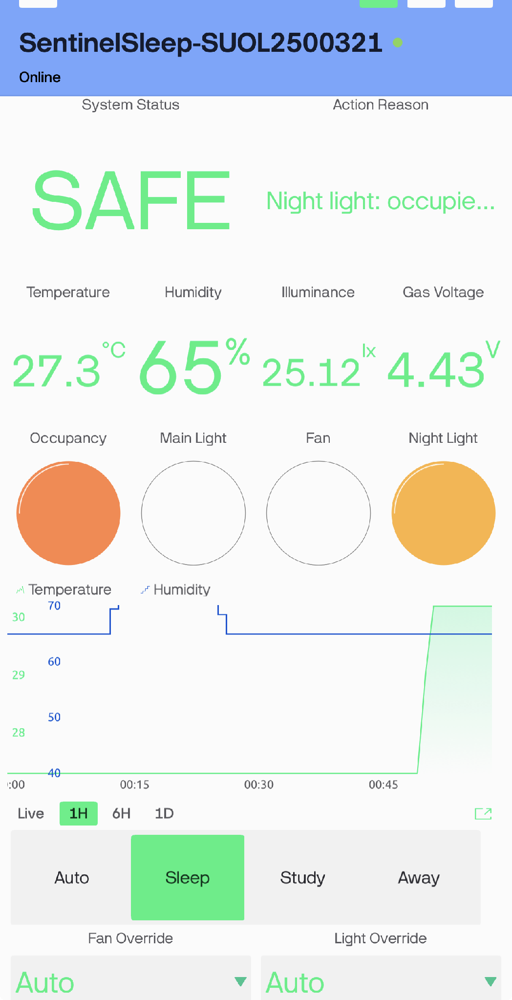 SentinelSleep-SUOL2500321
Online
System Status
Action Reason
SAFE
Night light: occupie...
Temperature
Humidity
Illuminance
Gas Voltage
27.3 °C
65 %
25.12 lx
4.43 V
Occupancy
Main Light
Fan
Night Light
Temperature
Humidity
70
30
60
29
50
28
40
:00
00:15
00:30
00:45
Live
1H
6H
1D
Auto
Sleep
Study
Away
Fan Override
Light Override
Auto
Auto